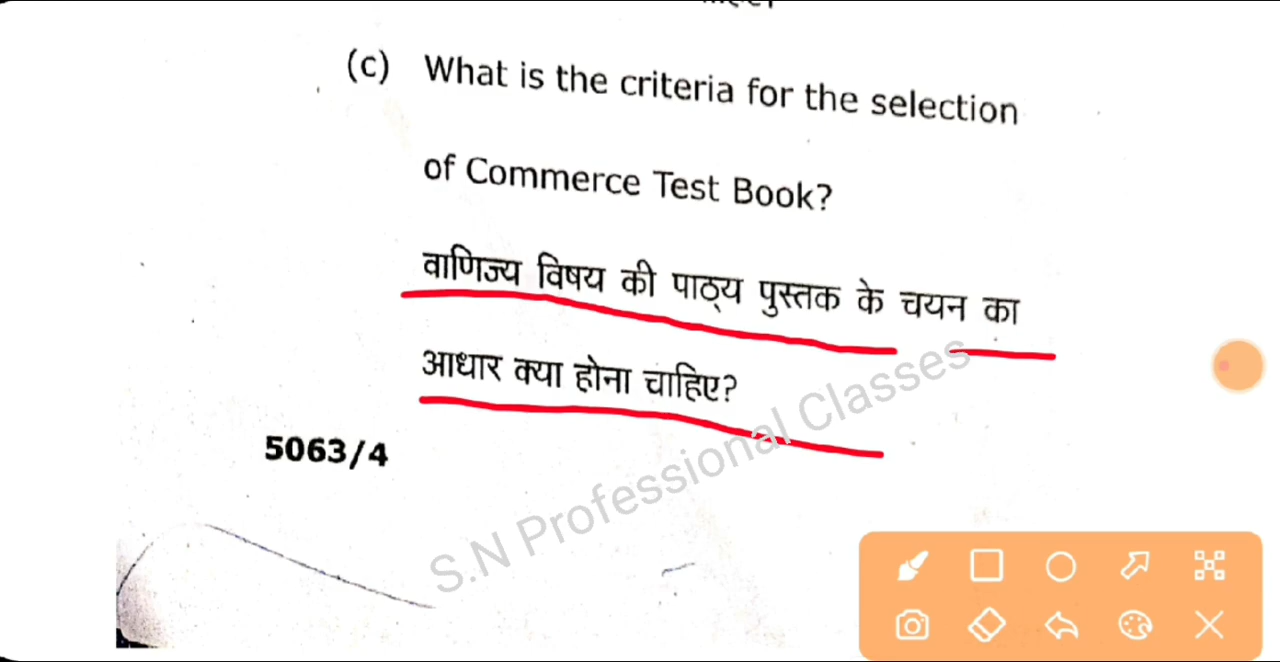 (c) What is the criteria for the selection
of Commerce Test Book?
वाणिज्य विषय की पाठ्य पुस्तक के चयन का
आधार क्या होना चाहिए?
5063/4
S.N Professional Classes